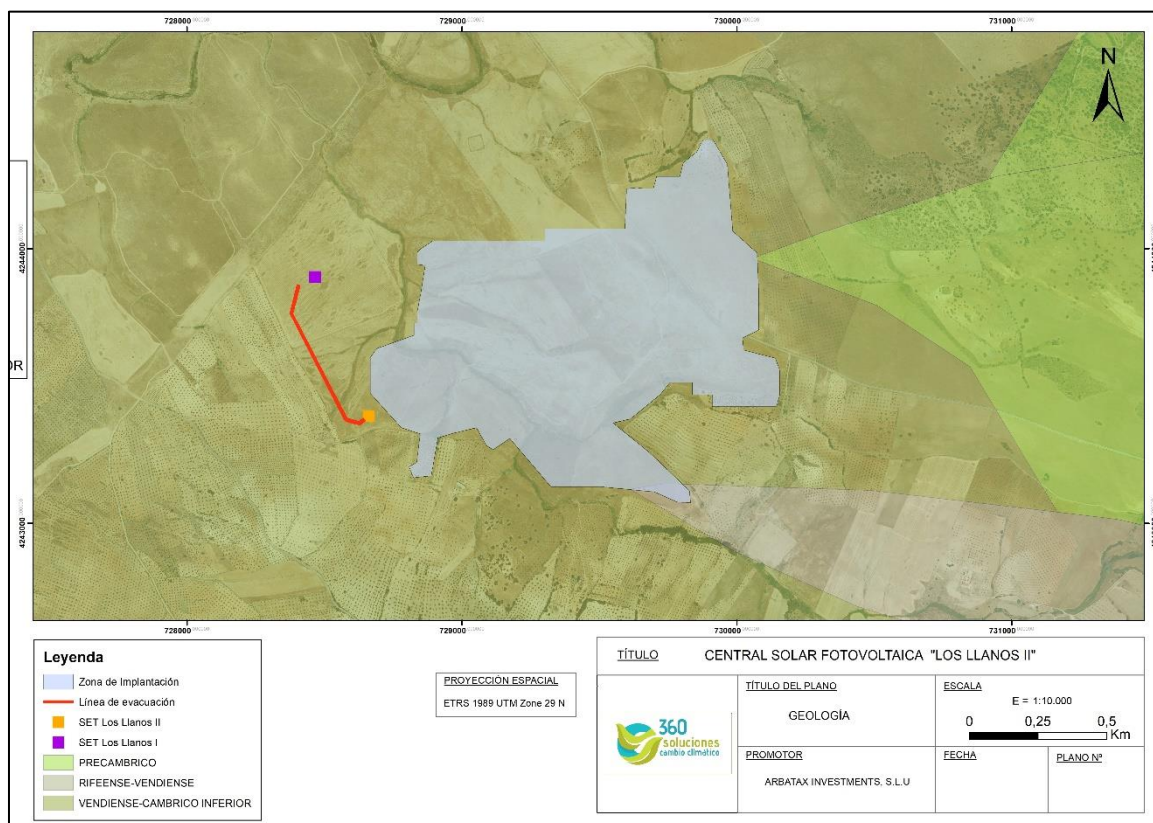 728000
729000
730000
731000
N
4244000
4243000
728000
729000
730000
731000
Leyenda
Zona de Implantación
Línea de evacuación
SET Los Llanos II
SET Los Llanos I
PRECAMBRICO
RIFEENSE-VENDIENSE
VENDIENSE-CAMBRICO INFERIOR
PROYECCIÓN ESPACIAL
ETRS 1989 UTM Zone 29 N
TÍTULO
CENTRAL SOLAR FOTOVOLTAICA "LOS LLANOS II"
360
soluciones
cambio climático
TÍTULO DEL PLANO
GEOLOGÍA
ESCALA
E = 1:10.000
0 0,25 0,5
Km
PROMOTOR
ARBATAX INVESTMENTS, S.L.U
FECHA
PLANO Nº